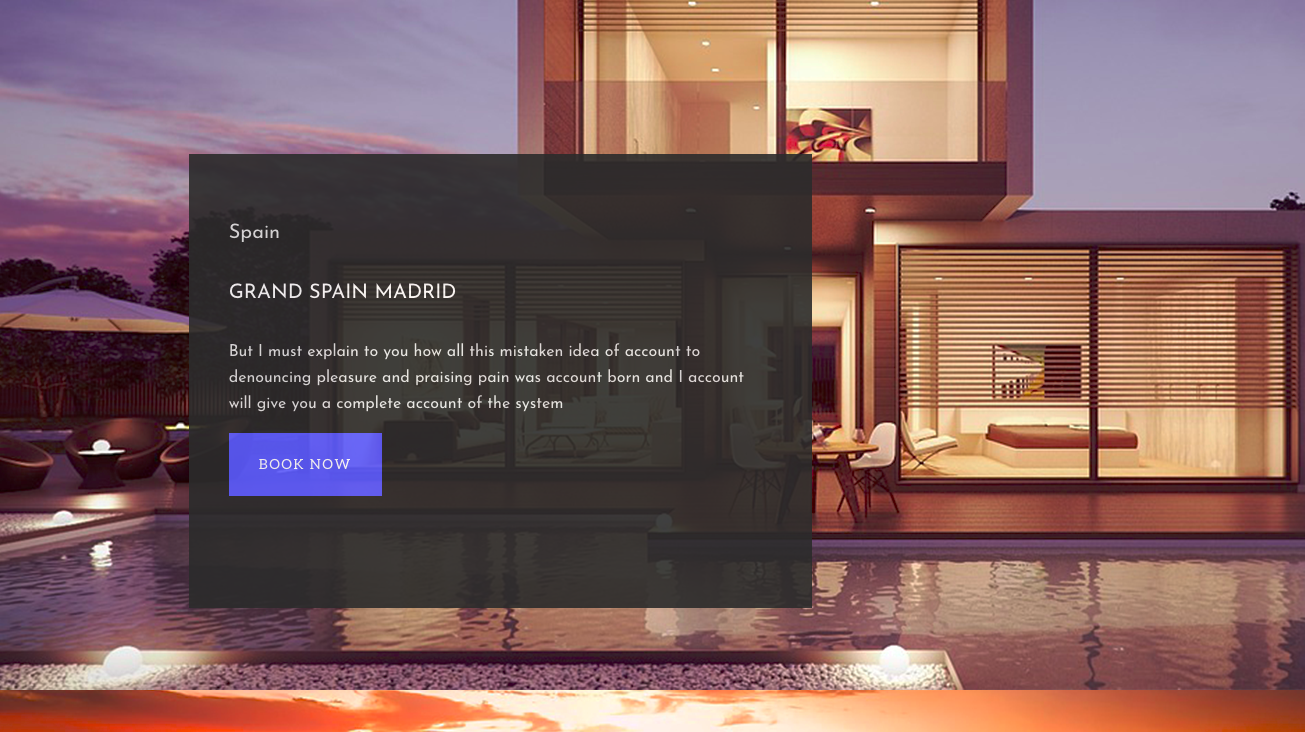 Spain
GRAND SPAIN MADRID
But I must explain to you how all this mistaken idea of account to
denouncing pleasure and praising pain was account born and I account
will give you a complete account of the system
BOOK NOW